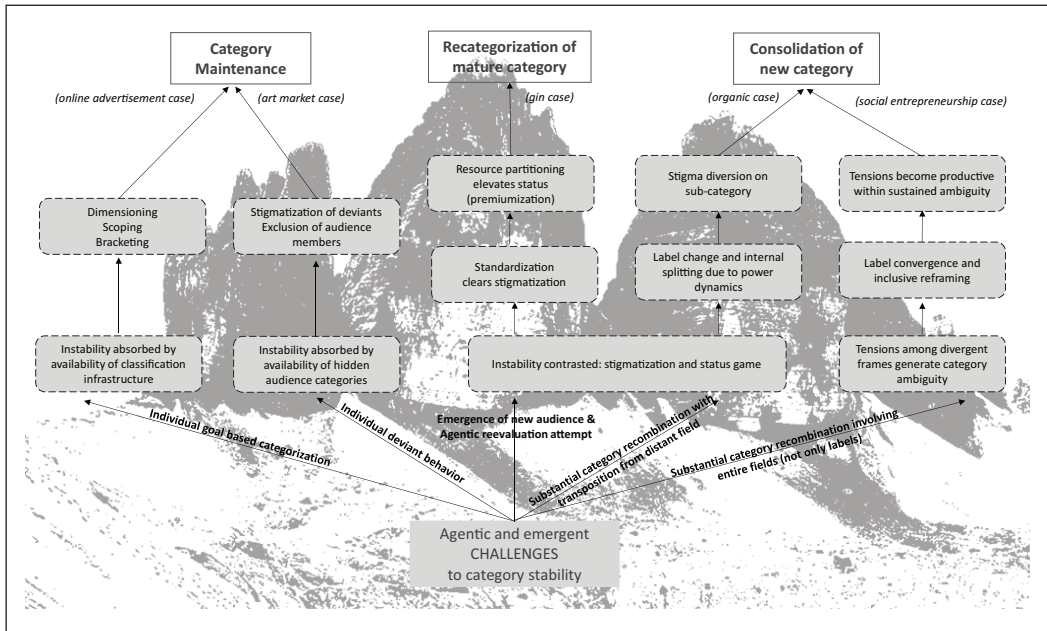 Category
Maintenance
Recategorization of
mature category
Consolidation of
new category
(online advertisement case)
(art market case)
(gin case)
(organic case)
(social entrepreneurship case)
Resource partitioning
elevates status
(premiumization)
Stigma diversion on
sub-category
Tensions become productive
within sustained ambiguity
Dimensioning
Scoping
Bracketing
Stigmatization of deviants
Exclusion of audience
members
Standardization
clears stigmatization
Label change and internal
splitting due to power
dynamics
Label convergence and
inclusive reframing
Instability absorbed by
availability of classification
infrastructure
Instability absorbed by
availability of hidden
audience categories
Instability contrasted: stigmatization and status game
Tensions among divergent
frames generate category
ambiguity
Individual goal based categorization
Individual deviant behavior
Emergence of new audience &
Agentic reevaluation attempt
Substantial category recombination with
transposition from distant field
Substantial category recombination involving
entire fields (not only labels)
Agentic and emergent
CHALLENGES
to category stability